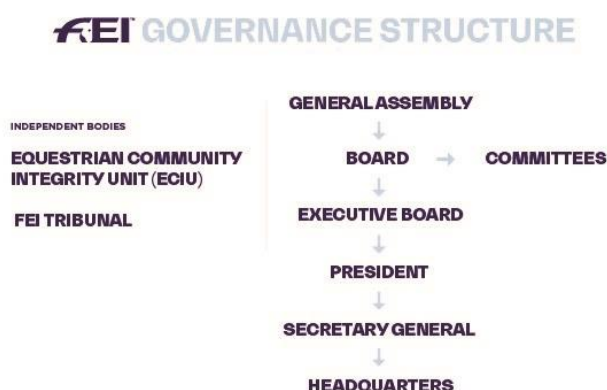 FEI GOVERNANCE STRUCTURE
INDEPENDENT BODIES
EQUESTRIAN COMMUNITY
INTEGRITY UNIT (ECIU)
FEI TRIBUNAL
GENERAL ASSEMBLY
BOARD → COMMITTEES
EXECUTIVE BOARD
PRESIDENT
SECRETARY GENERAL
HEADQUARTERS